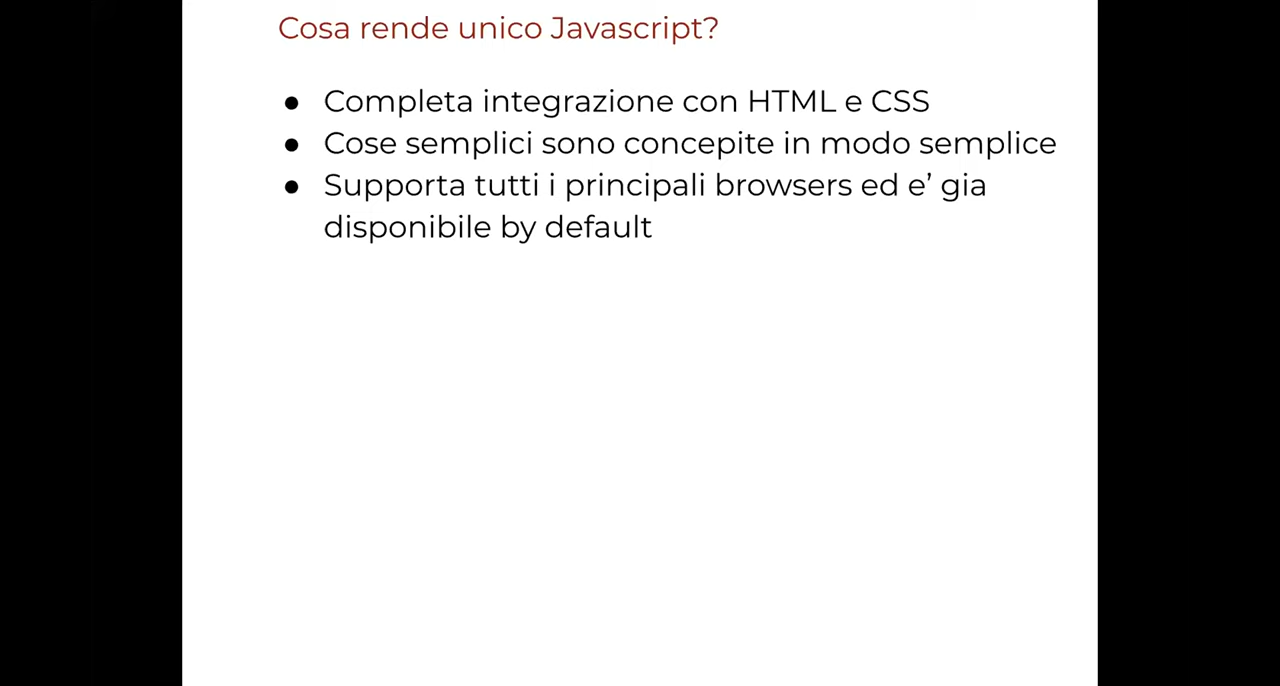 Cosa rende unico Javascript?
● Completa integrazione con HTML e CSS
● Cose semplici sono concepite in modo semplice
● Supporta tutti i principali browsers ed e’ gia
disponibile by default